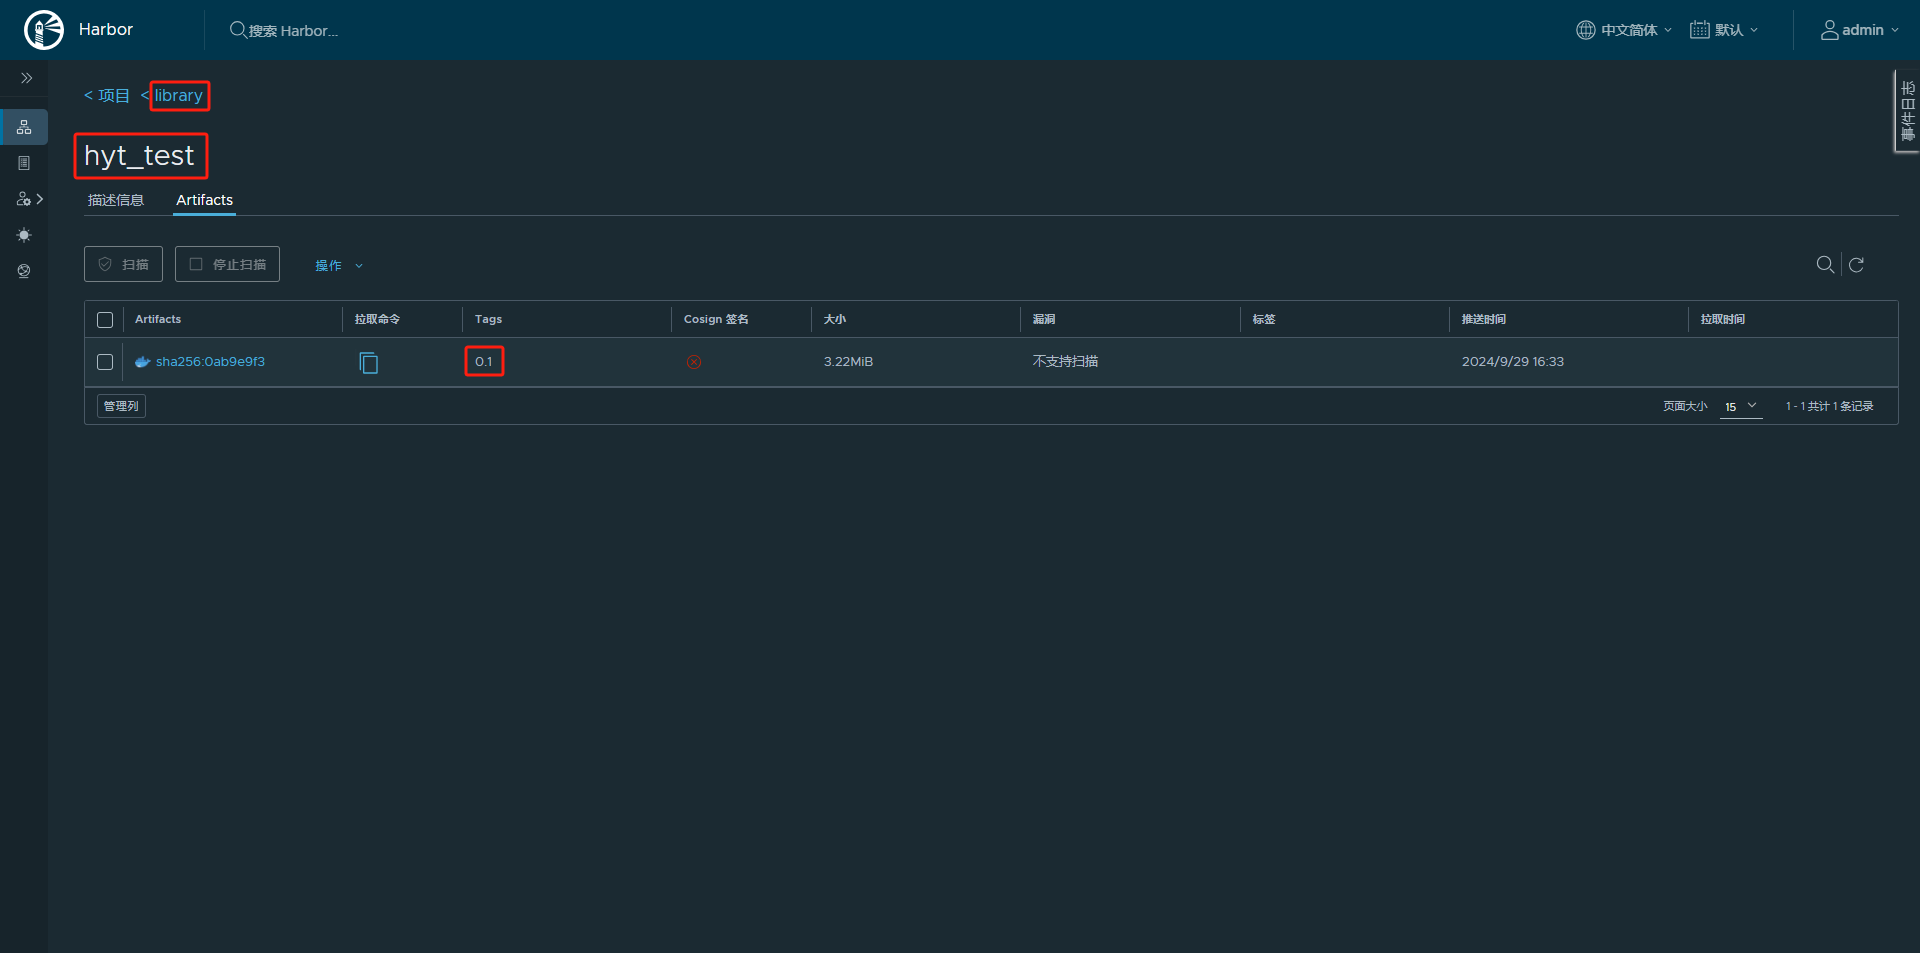 Harbor
搜索 Harbor...
中文简体
默认
admin
< 项目 < library
事件日志
hyt_test
描述信息 Artifacts
扫描 停止扫描 操作
Artifacts 拉取命令 Tags Cosign 签名 大小 漏洞 标签 推送时间 拉取时间
sha256:0ab9e9f3 0.1 3.22MiB 不支持扫描 2024/9/29 16:33
管理列 页面大小 15 1 - 1 共计 1 条记录